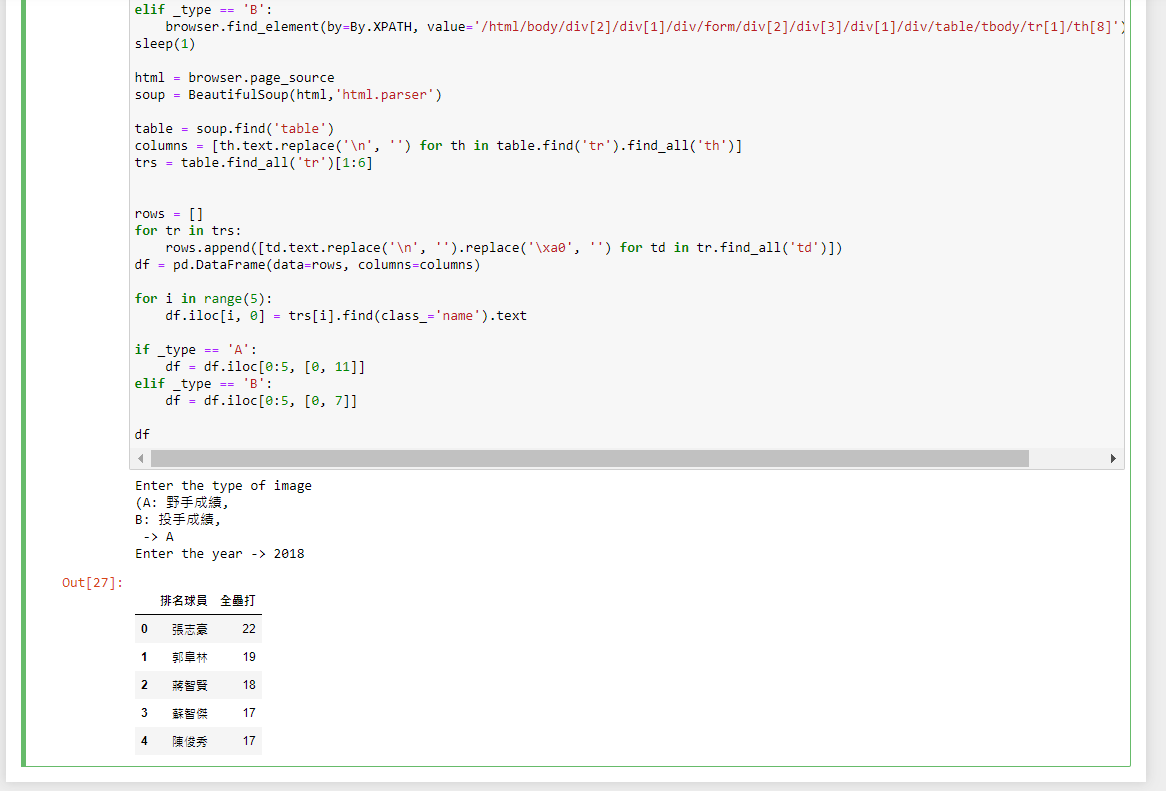 elif _type == 'B':
    browser.find_element(by=By.XPATH, value='/html/body/div[2]/div[1]/div/form/div[2]/div[3]/div[1]/div/table/tbody/tr[1]/th[8]')
sleep(1)

html = browser.page_source
soup = BeautifulSoup(html,'html.parser')

table = soup.find('table')
columns = [th.text.replace('\n', '') for th in table.find('tr').find_all('th')]
trs = table.find_all('tr')[1:6]

rows = []
for tr in trs:
    rows.append([td.text.replace('\n', '').replace('\xa0', '') for td in tr.find_all('td')])
df = pd.DataFrame(data=rows, columns=columns)

for i in range(5):
    df.iloc[i, 0] = trs[i].find(class_='name').text

if _type == 'A':
    df = df.iloc[0:5, [0, 11]]
elif _type == 'B':
    df = df.iloc[0:5, [0, 7]]

df
Enter the type of image
(A: 野手成績,
B: 投手成績,
 -> A
Enter the year -> 2018
Out[27]:
排名球員 全壘打
0 張志豪 22
1 郭阜林 19
2 蔣智賢 18
3 蘇智傑 17
4 陳俊秀 17